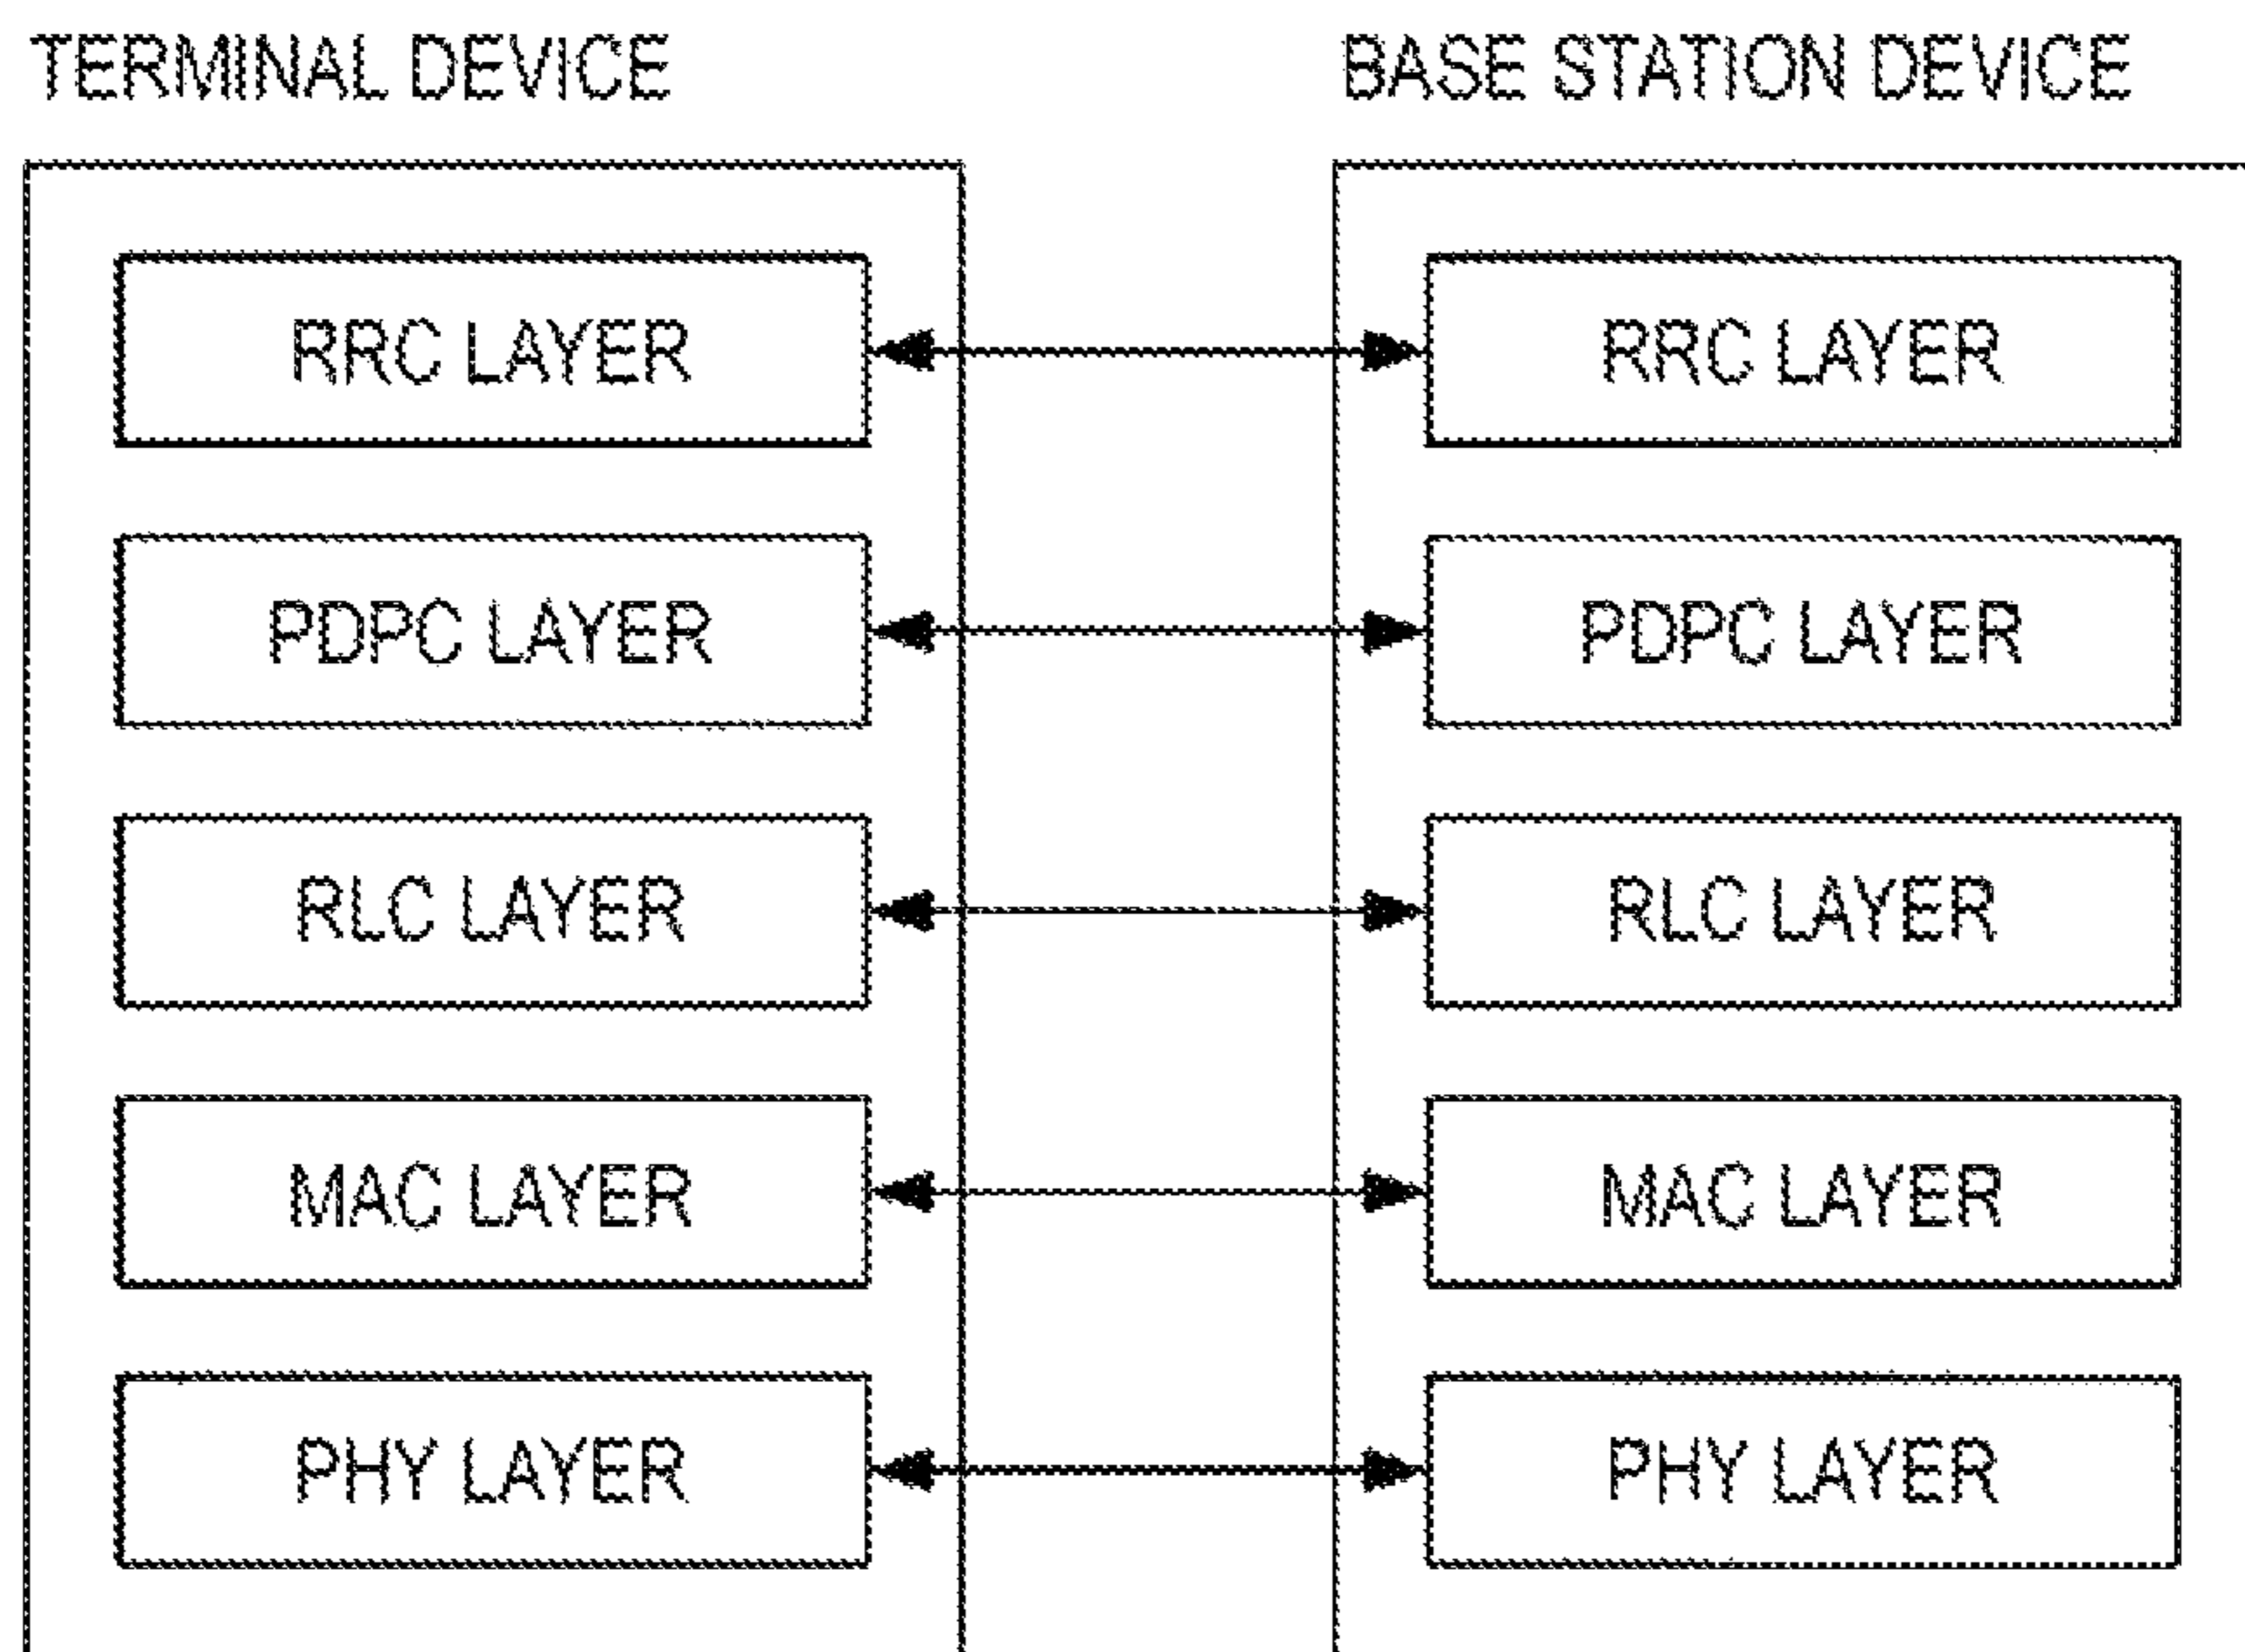 TERMINAL DEVICE
BASE STATION DEVICE
RRC LAYER
RRC LAYER
PDPC LAYER
PDPC LAYER
RLC LAYER
RLC LAYER
MAC LAYER
MAC LAYER
PHY LAYER
PHY LAYER